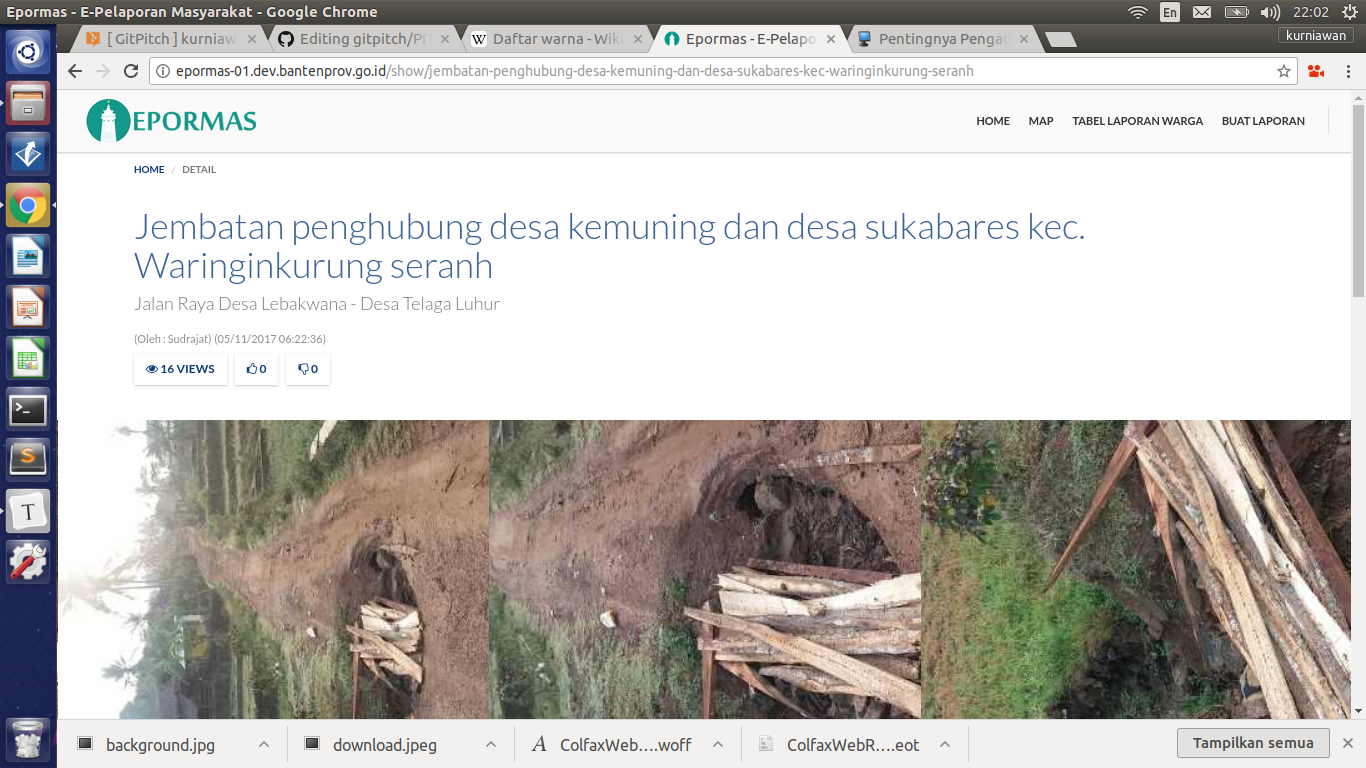 Epormas - E-Pelaporan Masyarakat - Google Chrome
En
22:02
[ GitPitch ] kurniaw
Editing gitpitch/PIT
Daftar warna - Wiki
Epormas - E-Pelapo
Pentingnya Pengad
kurniawan
epormas-01.dev.bantenprov.go.id/show/jembatan-penghubung-desa-kemuning-dan-desa-sukabares-kec-waringinkurung-seranh
EPORMAS
HOME
MAP
TABEL LAPORAN WARGA
BUAT LAPORAN
HOME / DETAIL
Jembatan penghubung desa kemuning dan desa sukabares kec.
Waringinkurung seranh
Jalan Raya Desa Lebakwana - Desa Telaga Luhur
(Oleh : Sudrajat) (05/11/2017 06:22:36)
16 VIEWS
0
0
background.jpg
download.jpeg
ColfaxWeb....woff
ColfaxWebR....eot
Tampilkan semua